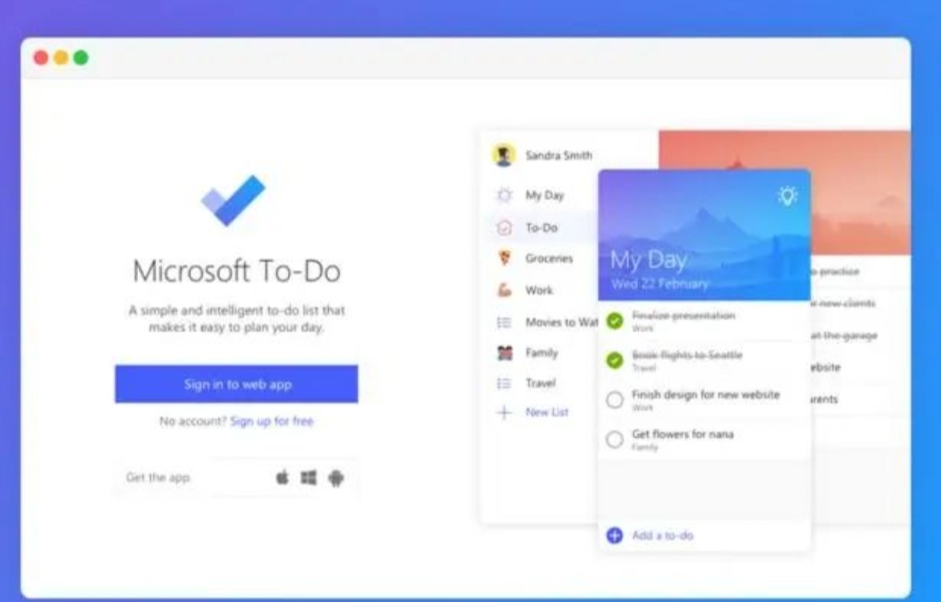 Microsoft To-Do
A simple and intelligent to-do list that
makes it easy to plan your day.
Sign in to web app
No account? Sign up for free
Get the app
Sandra Smith
My Day
To-Do
Groceries
Work
Movies to Wat
Family
Travel
New List
My Day
Wed 22 February
Finalize presentation
Work
Book flights to Seattle
Travel
Finish design for new website
Work
Get flowers for nana
Family
Add a to-do
practice
new clients
at the garage
ebsite
arents